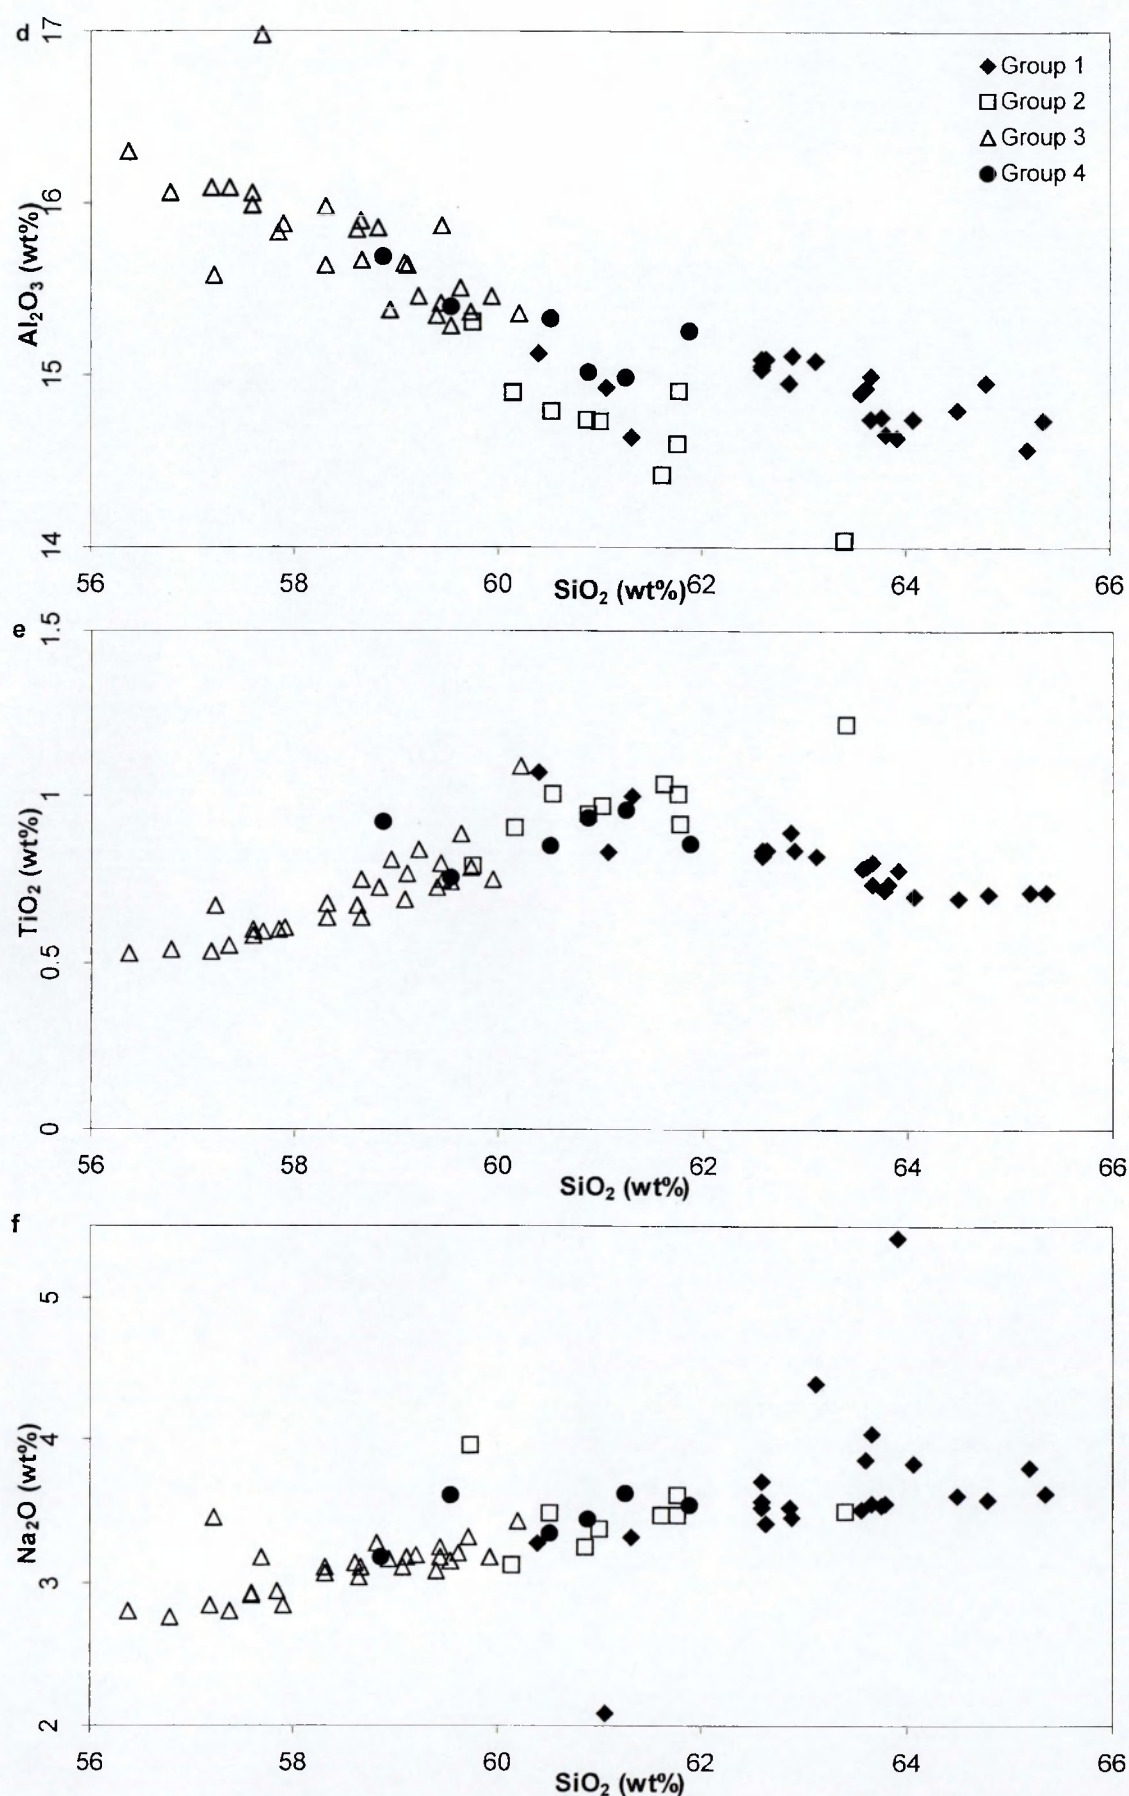 d
17
16
15
14
Al₂O₃ (wt%)
Group 1
Group 2
Group 3
Group 4
56 58 60 62 64 66
SiO₂ (wt%)
e
1.5
1
0.5
0
TiO₂ (wt%)
56 58 60 62 64 66
SiO₂ (wt%)
f
5
4
3
2
Na₂O (wt%)
56 58 60 62 64 66
SiO₂ (wt%)